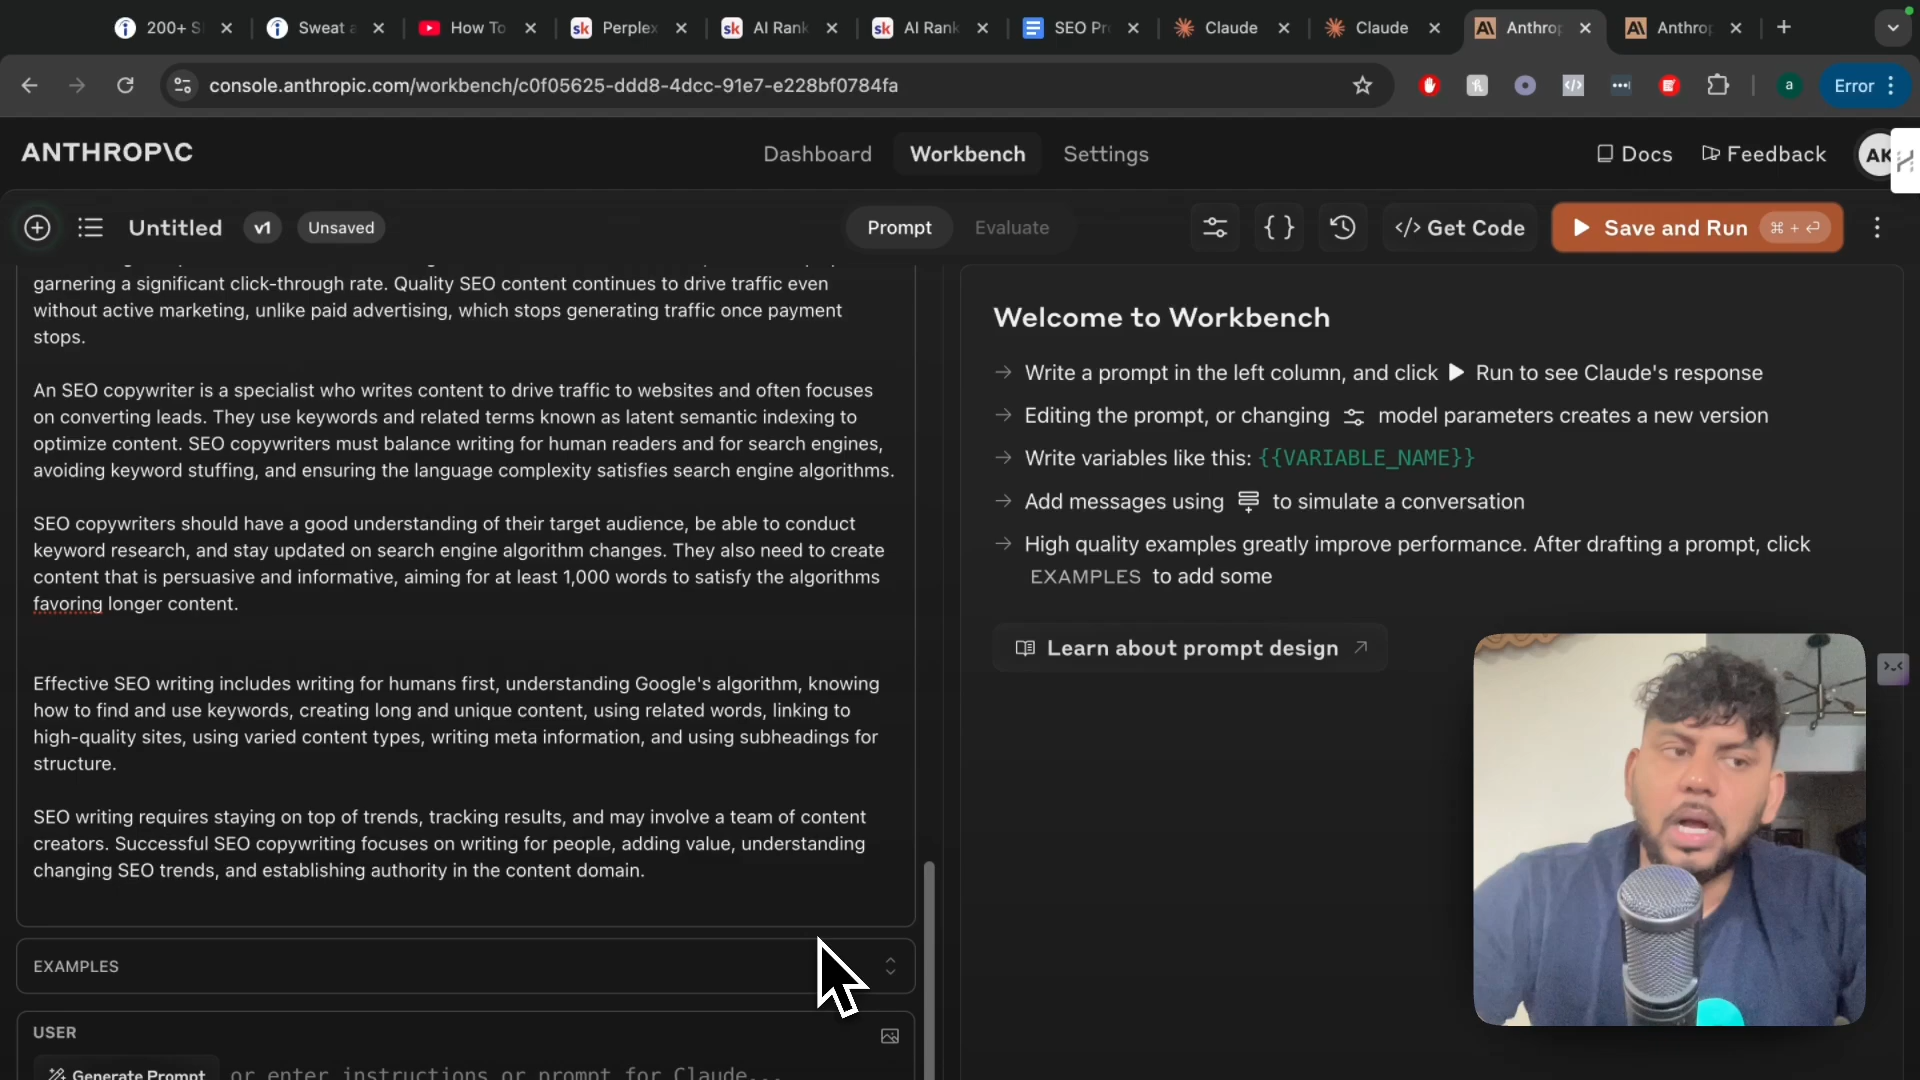 200+ S
Sweat a
How To
Perplex
AI Rank
AI Rank
SEO Pr
Claude
Claude
Anthrop
Anthrop
console.anthropic.com/workbench/c0f05625-ddd8-4dcc-91e7-e228bf0784fa
a
Error
ANTHROP\C
Dashboard
Workbench
Settings
Docs
Feedback
AK
Untitled
v1
Unsaved
Prompt
Evaluate
{ }
</> Get Code
Save and Run
⌘ + ⏎
garnering a significant click-through rate. Quality SEO content continues to drive traffic even
without active marketing, unlike paid advertising, which stops generating traffic once payment
stops.
An SEO copywriter is a specialist who writes content to drive traffic to websites and often focuses
on converting leads. They use keywords and related terms known as latent semantic indexing to
optimize content. SEO copywriters must balance writing for human readers and for search engines,
avoiding keyword stuffing, and ensuring the language complexity satisfies search engine algorithms.
SEO copywriters should have a good understanding of their target audience, be able to conduct
keyword research, and stay updated on search engine algorithm changes. They also need to create
content that is persuasive and informative, aiming for at least 1,000 words to satisfy the algorithms
favoring longer content.
Effective SEO writing includes writing for humans first, understanding Google's algorithm, knowing
how to find and use keywords, creating long and unique content, using related words, linking to
high-quality sites, using varied content types, writing meta information, and using subheadings for
structure.
SEO writing requires staying on top of trends, tracking results, and may involve a team of content
creators. Successful SEO copywriting focuses on writing for people, adding value, understanding
changing SEO trends, and establishing authority in the content domain.
EXAMPLES
USER
Generate Prompt
or enter instructions or prompt for Claude...
Welcome to Workbench
→ Write a prompt in the left column, and click ▶ Run to see Claude's response
→ Editing the prompt, or changing model parameters creates a new version
→ Write variables like this: {{VARIABLE_NAME}}
→ Add messages using to simulate a conversation
→ High quality examples greatly improve performance. After drafting a prompt, click
EXAMPLES to add some
Learn about prompt design ↗